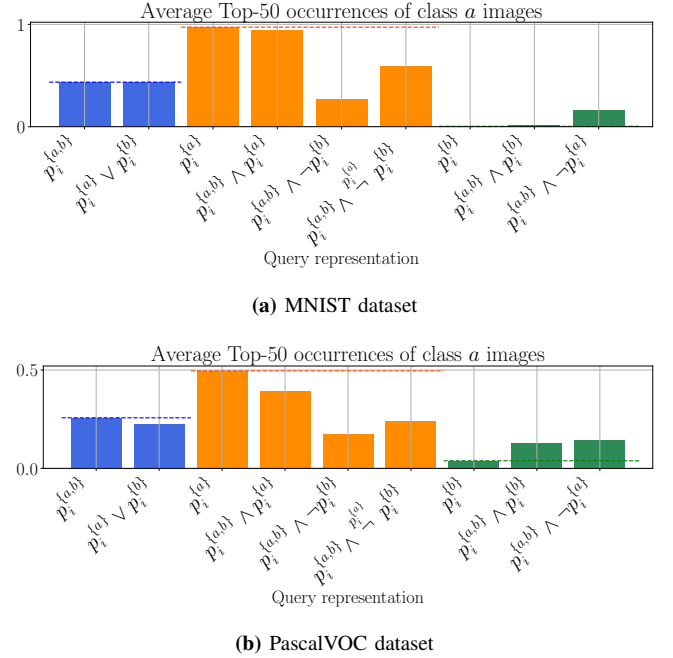 Average Top-50 occurrences of class a images
1
0
p_i^{a,b}
p_i^{a} ∨ p_i^{b}
p_i^{a}
p_i^{a,b} ∧ p_i^{a}
p_i^{a,b} ∧ ¬p_i^{b}
p_i^{a,b} ∧ ¬^{p_i^{a}} p_i^{b}
p_i^{b}
p_i^{a,b} ∧ p_i^{b}
p_i^{a,b} ∧ ¬p_i^{a}
Query representation
(a) MNIST dataset
Average Top-50 occurrences of class a images
0.5
0.0
p_i^{a,b}
p_i^{a} ∨ p_i^{b}
p_i^{a}
p_i^{a,b} ∧ p_i^{a}
p_i^{a,b} ∧ ¬p_i^{b}
p_i^{a,b} ∧ ¬^{p_i^{a}} p_i^{b}
p_i^{b}
p_i^{a,b} ∧ p_i^{b}
p_i^{a,b} ∧ ¬p_i^{a}
Query representation
(b) PascalVOC dataset